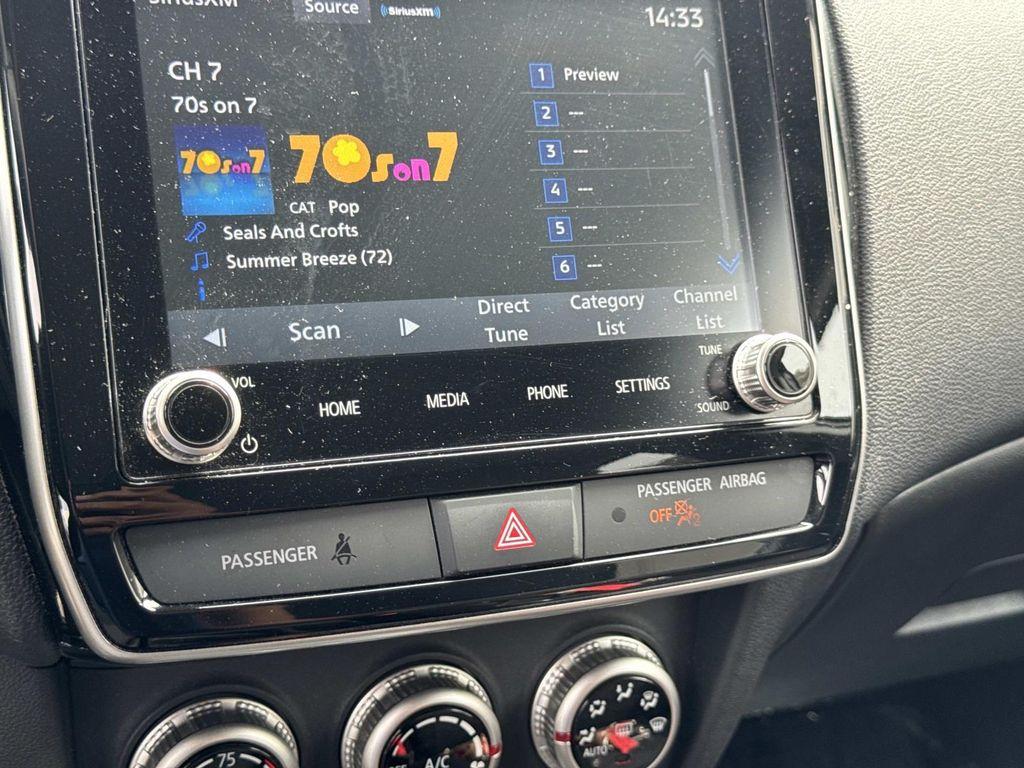 SiriusXM
Source
SiriusXM
14:33
CH 7
70s on 7
70s on 7
70s on 7
CAT Pop
Seals And Crofts
Summer Breeze (72)
1 Preview
2 ---
3 ---
4 ---
5 ---
6 ---
Scan
Direct
Tune
Category
List
Channel
List
VOL
HOME
MEDIA
PHONE
SETTINGS
TUNE
SOUND
PASSENGER
PASSENGER AIRBAG
OFF
2
75
A/C
AUTO